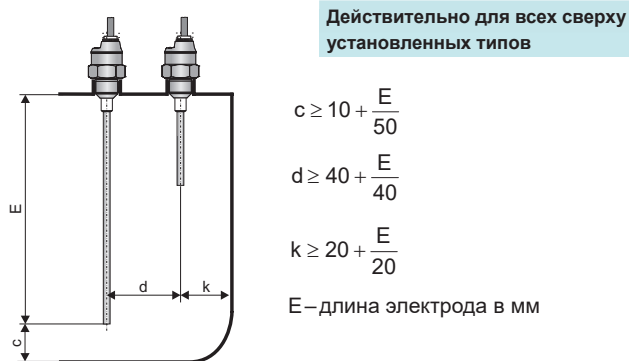 Действительно для всех сверху
установленных типов
c ≥ 10 + E/50
d ≥ 40 + E/40
k ≥ 20 + E/20
E – длина электрода в мм
E
d
k
c